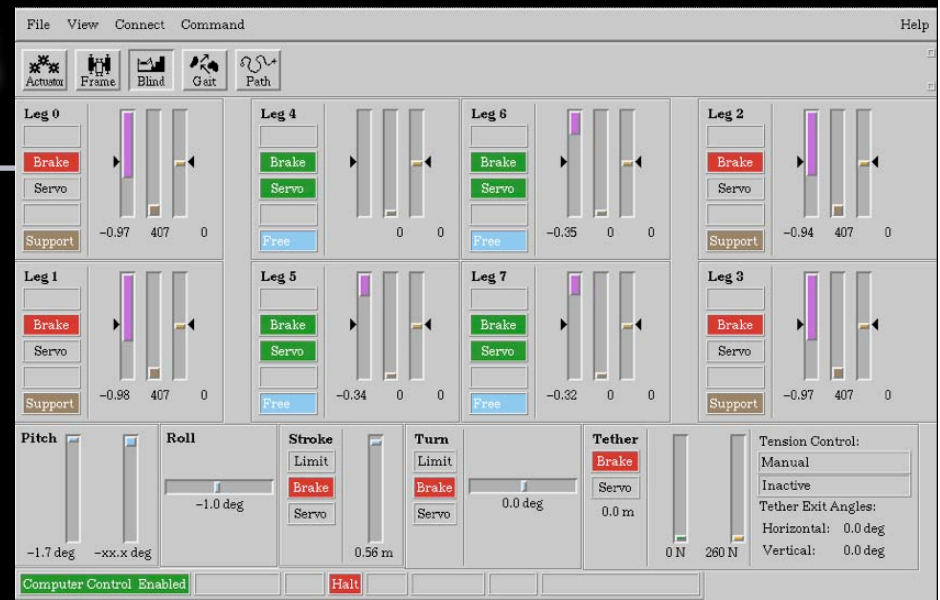 File View Connect Command Help
Actuator Frame Blind Gait Path
Leg 0
Brake
Servo
Support
-0.97 407 0
Leg 4
Brake
Servo
Free
0 0
Leg 6
Brake
Servo
Free
-0.35 0 0
Leg 2
Brake
Servo
Support
-0.94 407 0
Leg 1
Brake
Servo
Support
-0.98 407 0
Leg 5
Brake
Servo
Free
-0.34 0 0
Leg 7
Brake
Servo
Free
-0.32 0 0
Leg 3
Brake
Servo
Support
-0.97 407 0
Pitch
-1.7 deg -xx.x deg
Roll
-1.0 deg
Stroke
Limit
Brake
Servo
0.56 m
Turn
Limit
Brake
Servo
0.0 deg
Tether
Brake
Servo
0.0 m
0 N 260 N
Tension Control:
Manual
Inactive
Tether Exit Angles:
Horizontal: 0.0 deg
Vertical: 0.0 deg
Computer Control Enabled Halt